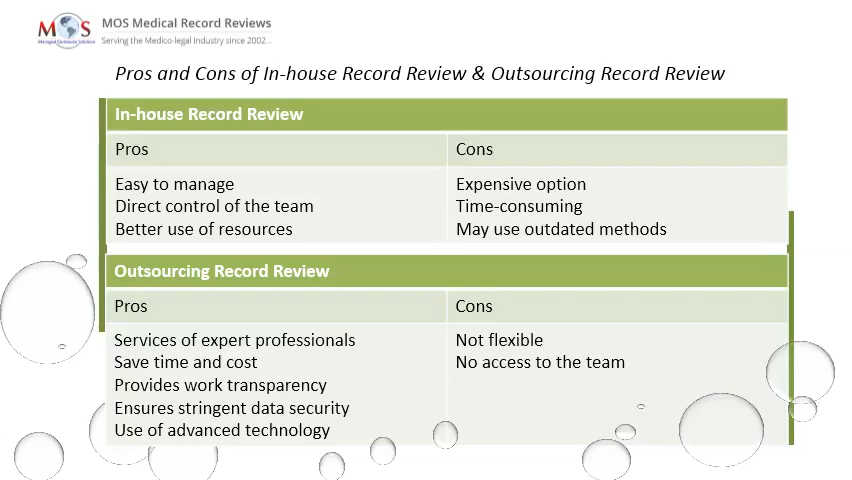 MOS
Managed Outsource Solutions
MOS Medical Record Reviews
Serving the Medico legal Industry since 2002...
Pros and Cons of In-house Record Review & Outsourcing Record Review
In-house Record Review
Pros
Cons
Easy to manage
Direct control of the team
Better use of resources
Expensive option
Time-consuming
May use outdated methods
Outsourcing Record Review
Pros
Cons
Services of expert professionals
Save time and cost
Provides work transparency
Ensures stringent data security
Use of advanced technology
Not flexible
No access to the team